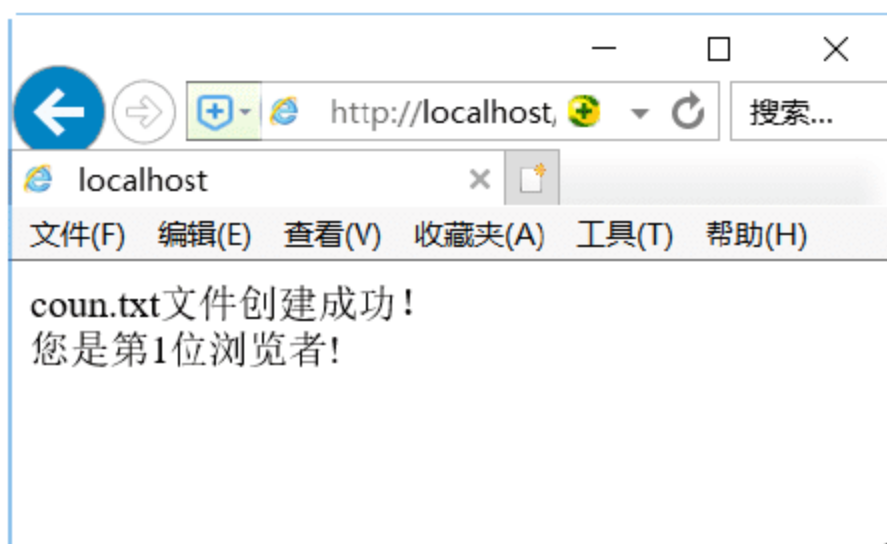 http://localhost,
搜索...
localhost
文件(F) 编辑(E) 查看(V) 收藏夹(A) 工具(T) 帮助(H)
coun.txt文件创建成功！
您是第1位浏览者!